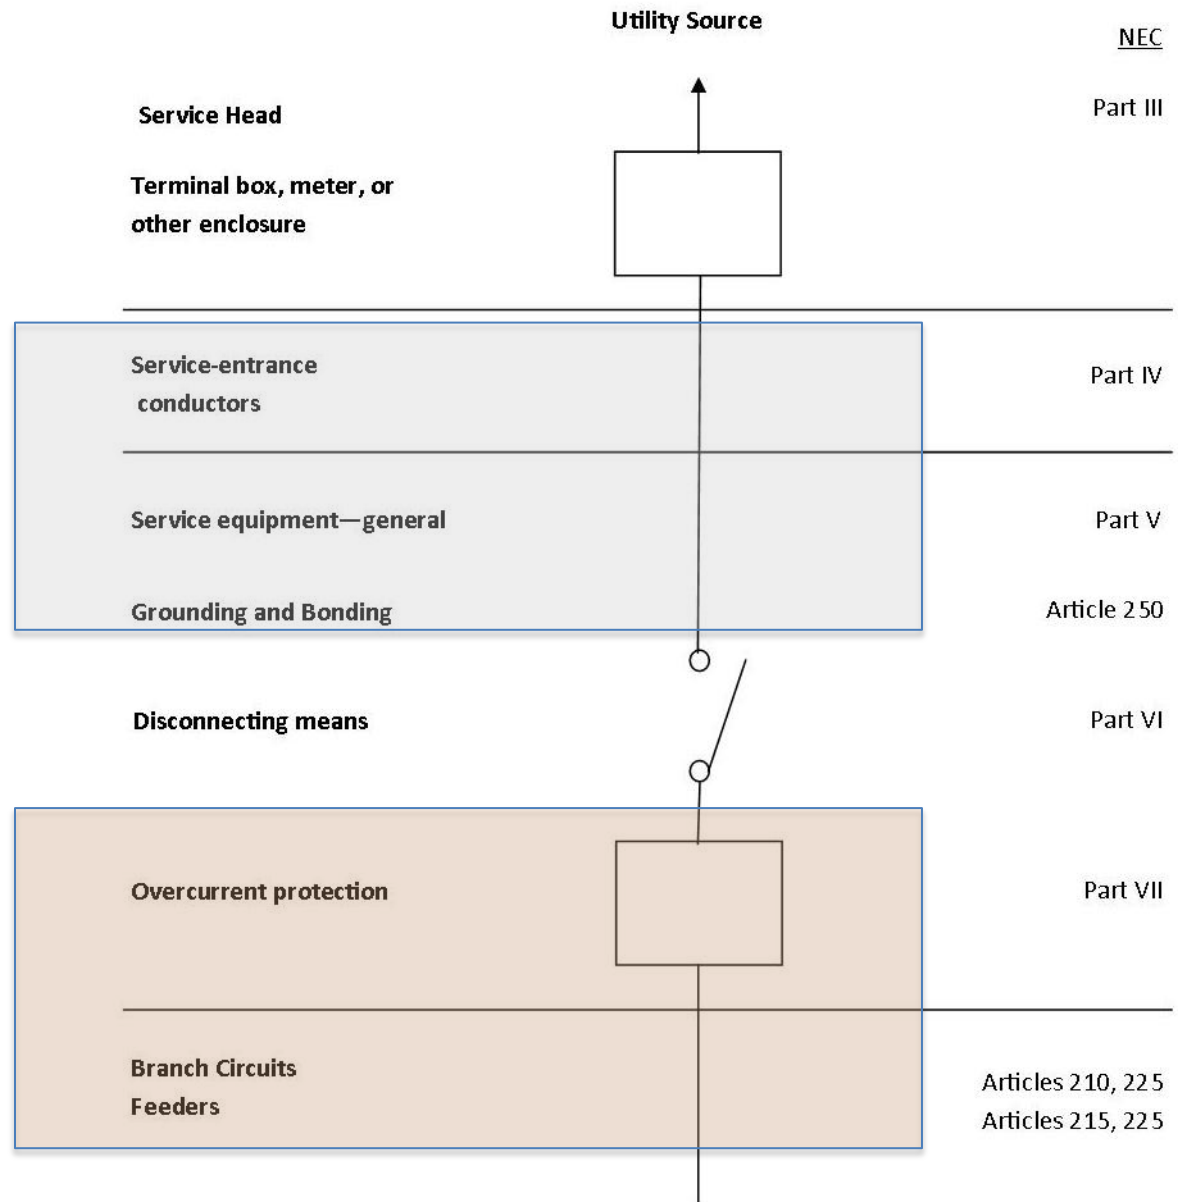 Utility Source
NEC
Service Head
Part III
Terminal box, meter, or
other enclosure
Service-entrance
conductors
Part IV
Service equipment—general
Part V
Grounding and Bonding
Article 250
Disconnecting means
Part VI
Overcurrent protection
Part VII
Branch Circuits
Feeders
Articles 210, 225
Articles 215, 225